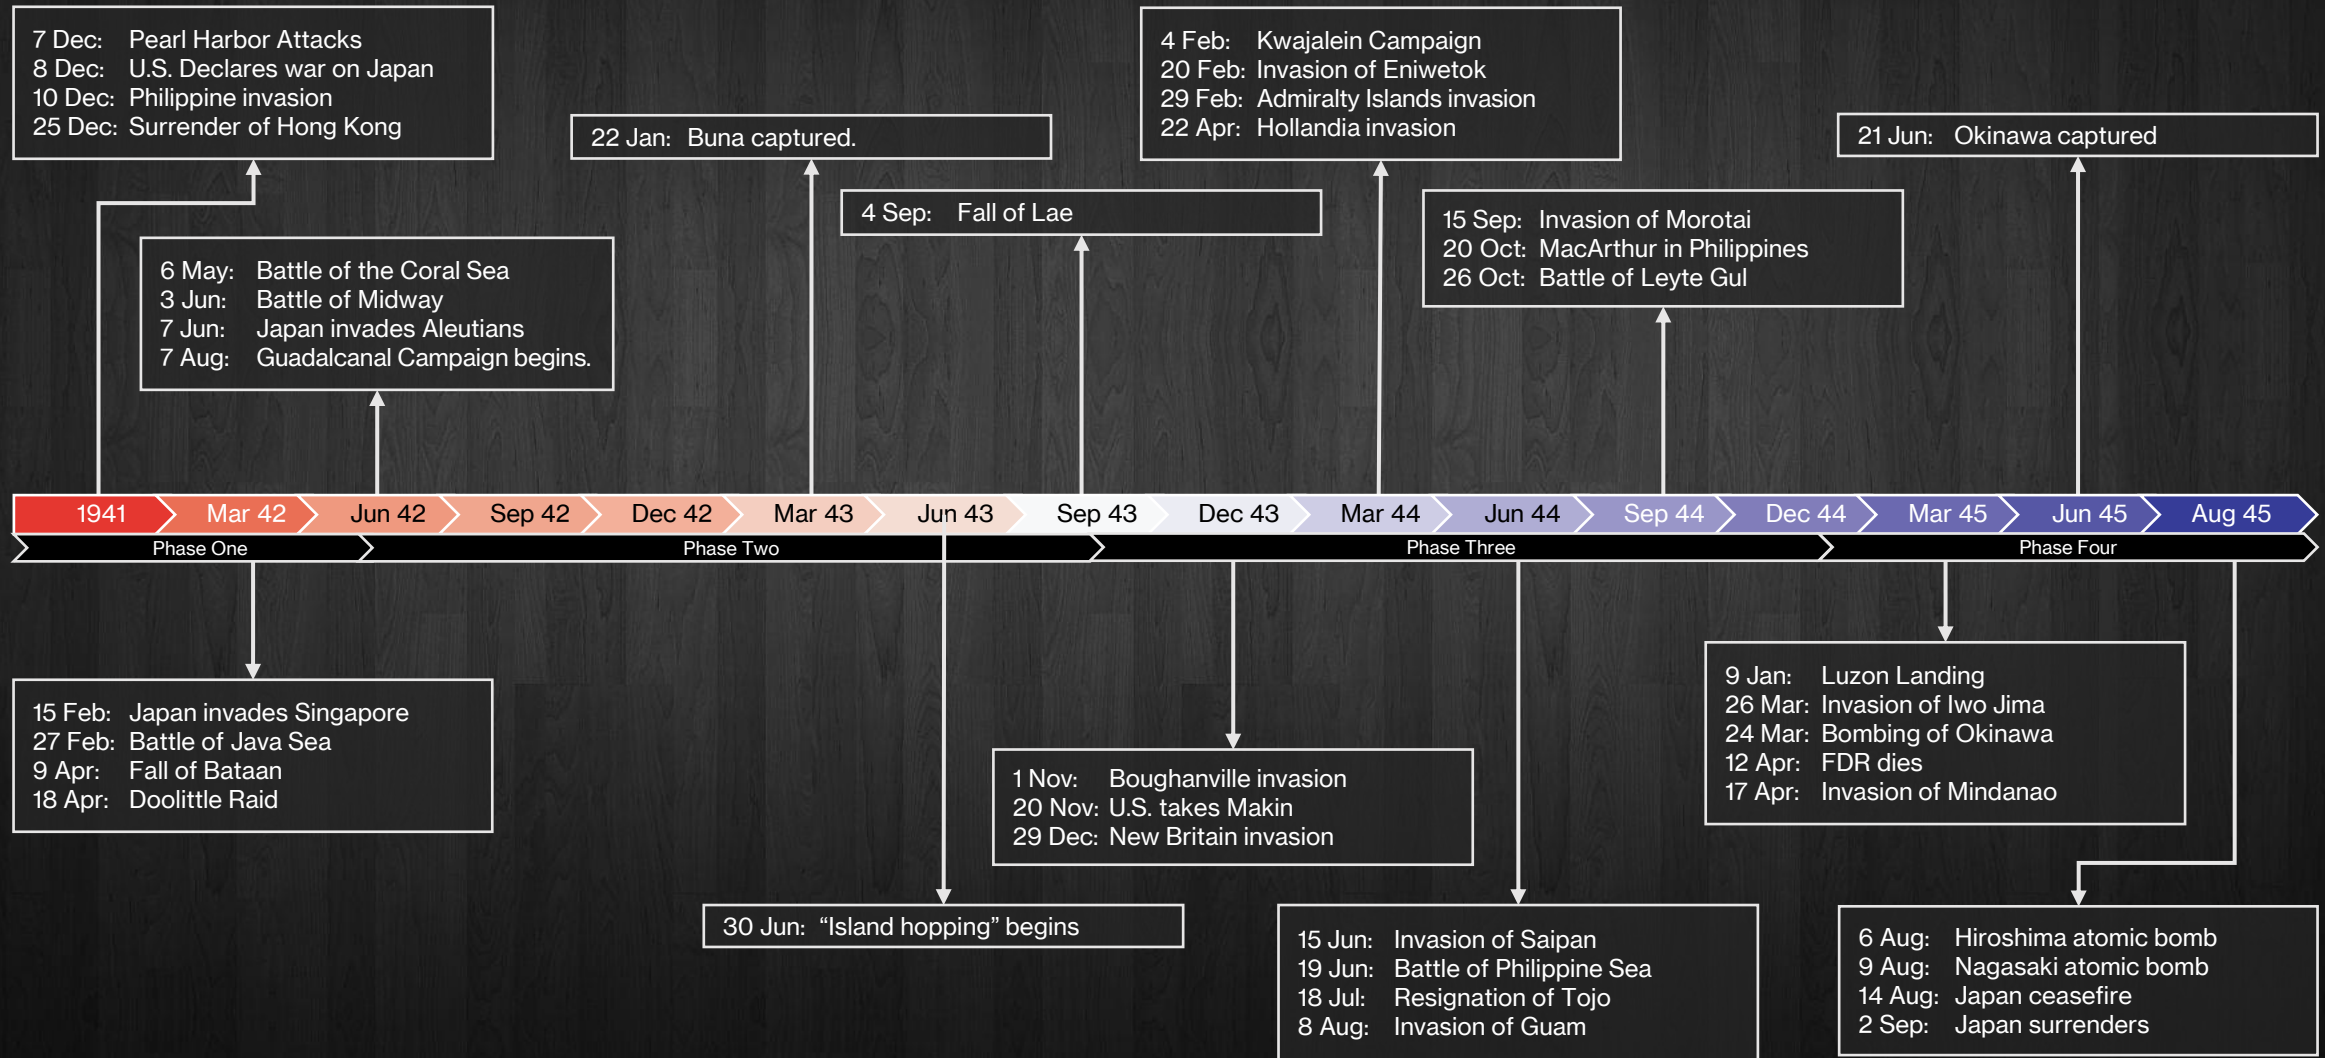 7 Dec: Pearl Harbor Attacks
8 Dec: U.S. Declares war on Japan
10 Dec: Philippine invasion
25 Dec: Surrender of Hong Kong
6 May: Battle of the Coral Sea
3 Jun: Battle of Midway
7 Jun: Japan invades Aleutians
7 Aug: Guadalcanal Campaign begins.
22 Jan: Buna captured.
4 Sep: Fall of Lae
4 Feb: Kwajalein Campaign
20 Feb: Invasion of Eniwetok
29 Feb: Admiralty Islands invasion
22 Apr: Hollandia invasion
15 Sep: Invasion of Morotai
20 Oct: MacArthur in Philippines
26 Oct: Battle of Leyte Gul
21 Jun: Okinawa captured
1941 Mar 42 Jun 42 Sep 42 Dec 42 Mar 43 Jun 43 Sep 43 Dec 43 Mar 44 Jun 44 Sep 44 Dec 44 Mar 45 Jun 45 Aug 45
Phase One Phase Two Phase Three Phase Four
15 Feb: Japan invades Singapore
27 Feb: Battle of Java Sea
9 Apr: Fall of Bataan
18 Apr: Doolittle Raid
30 Jun: “Island hopping” begins
1 Nov: Boughanville invasion
20 Nov: U.S. takes Makin
29 Dec: New Britain invasion
15 Jun: Invasion of Saipan
19 Jun: Battle of Philippine Sea
18 Jul: Resignation of Tojo
8 Aug: Invasion of Guam
9 Jan: Luzon Landing
26 Mar: Invasion of Iwo Jima
24 Mar: Bombing of Okinawa
12 Apr: FDR dies
17 Apr: Invasion of Mindanao
6 Aug: Hiroshima atomic bomb
9 Aug: Nagasaki atomic bomb
14 Aug: Japan ceasefire
2 Sep: Japan surrenders